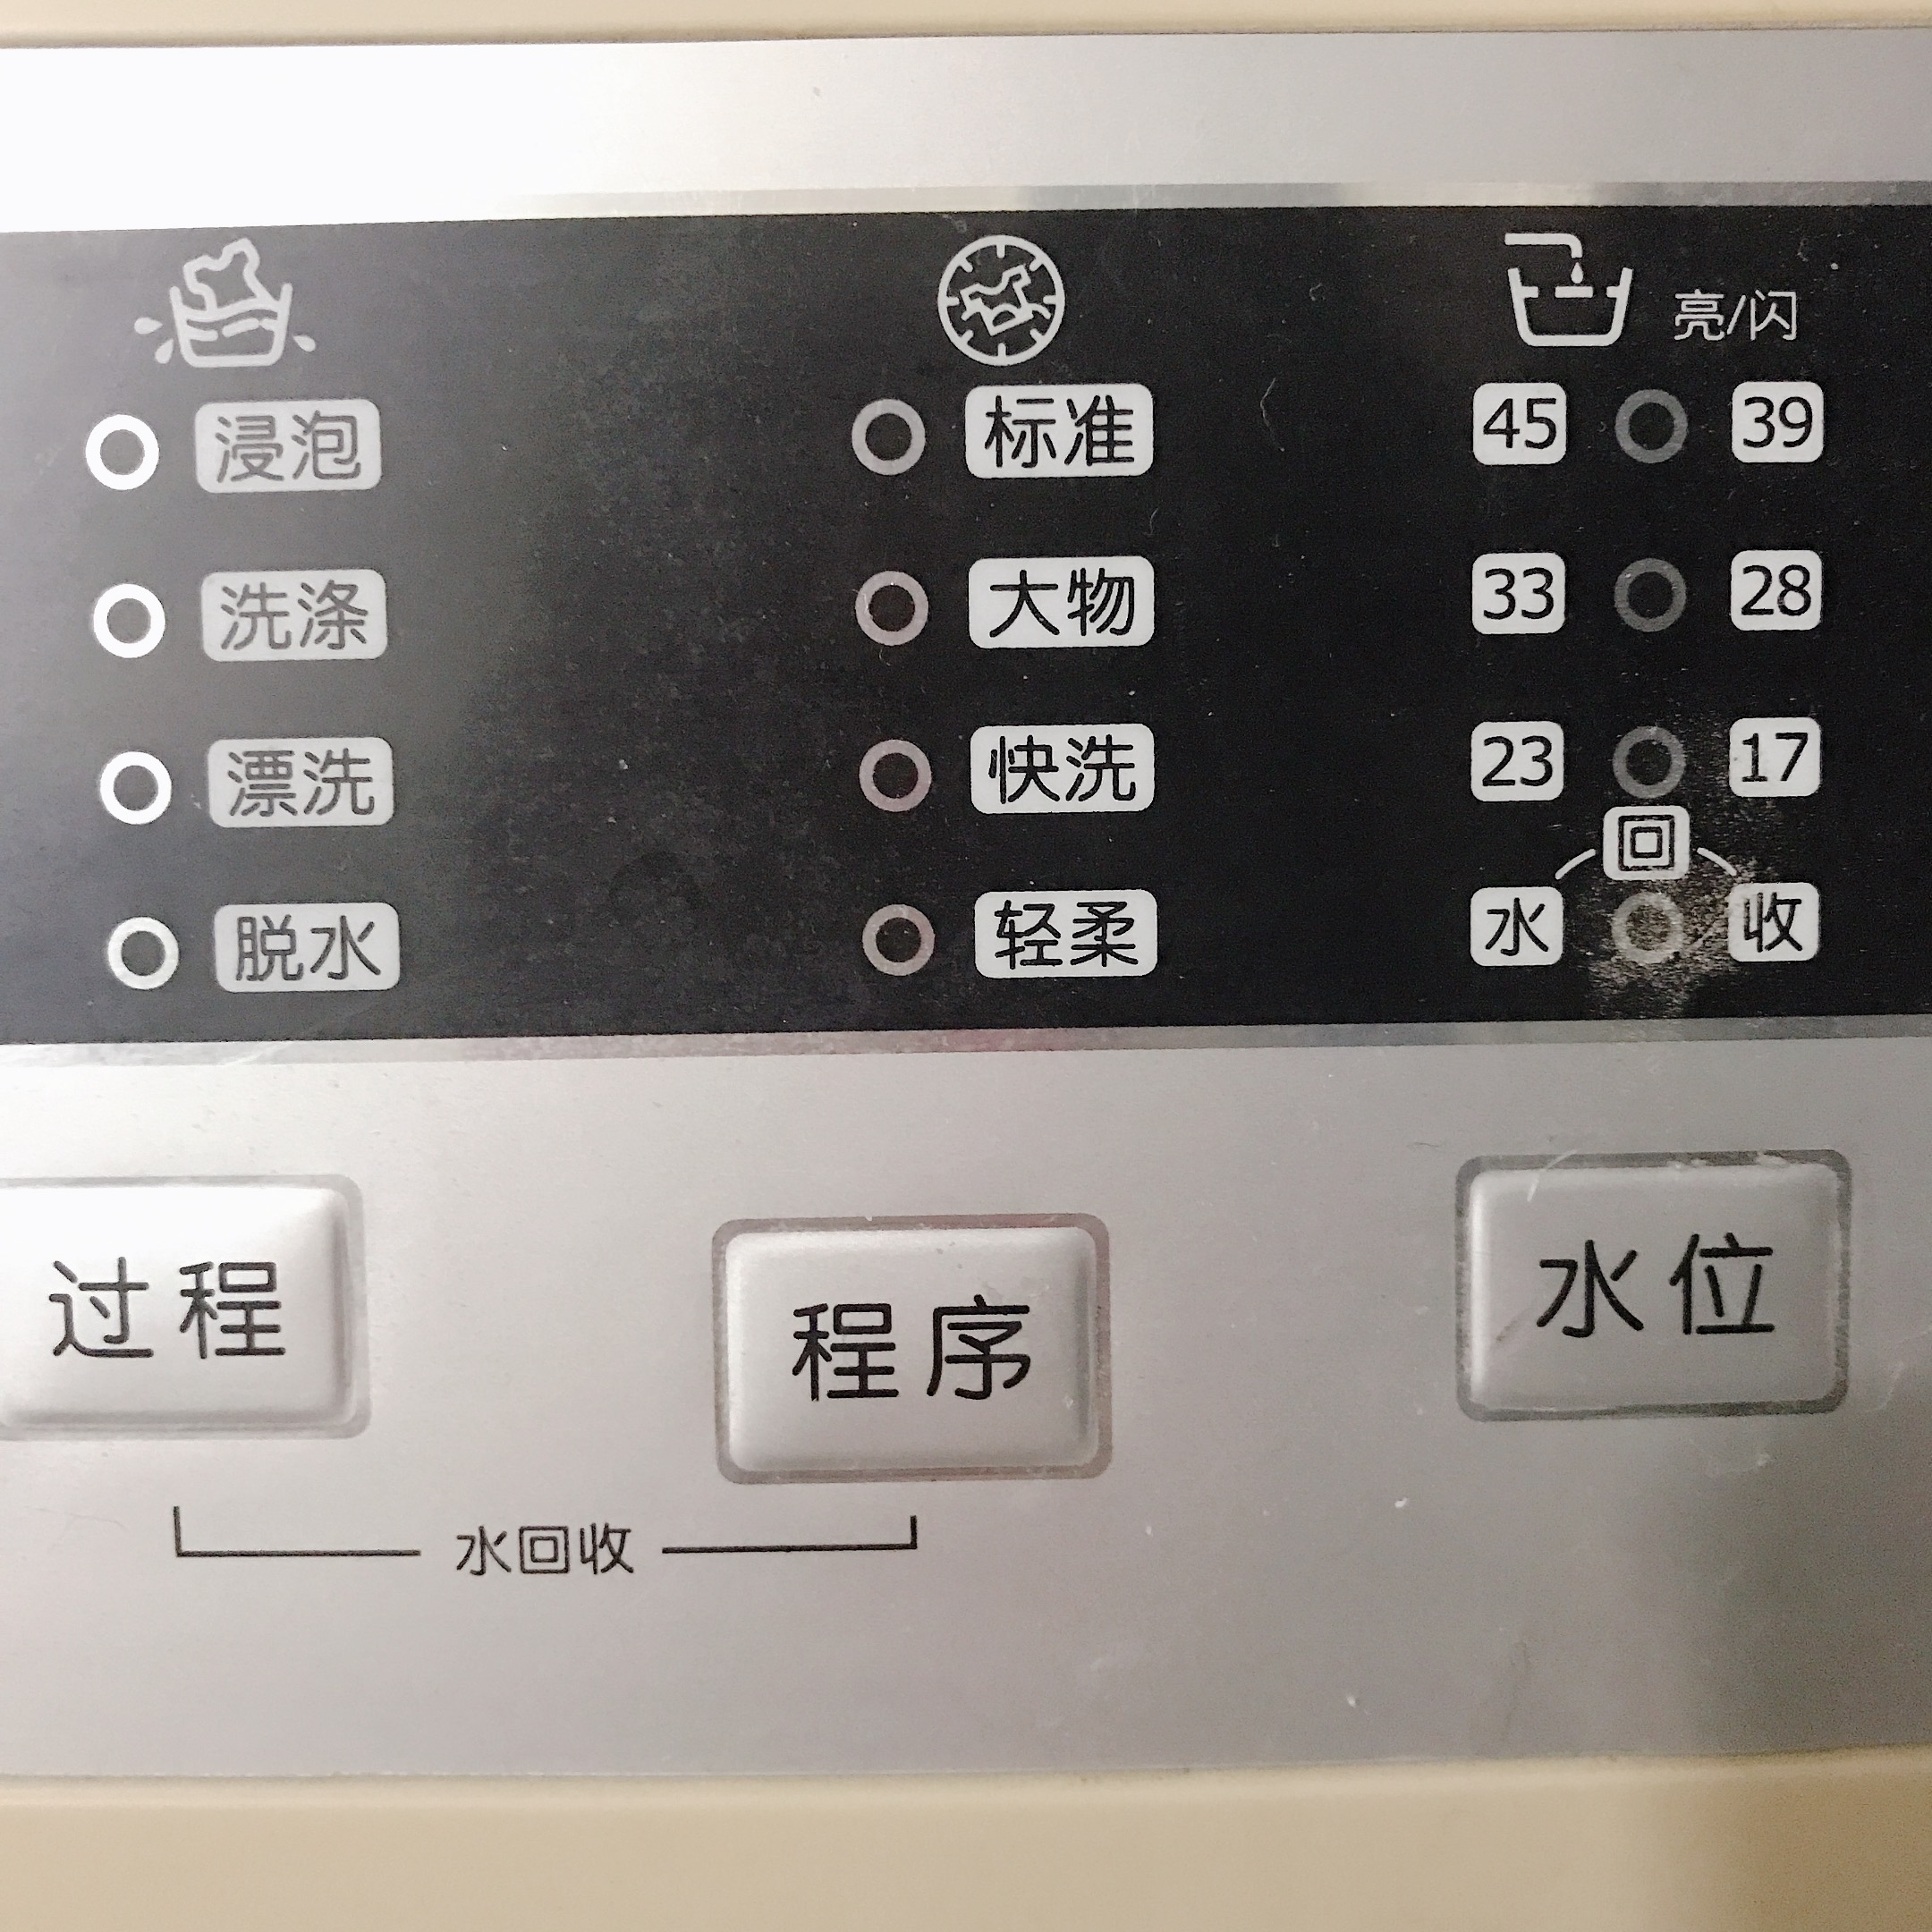 亮/闪
浸泡 标准 45 39
洗涤 大物 33 28
漂洗 快洗 23 17
回
脱水 轻柔 水 收
过程 程序 水位
水回收